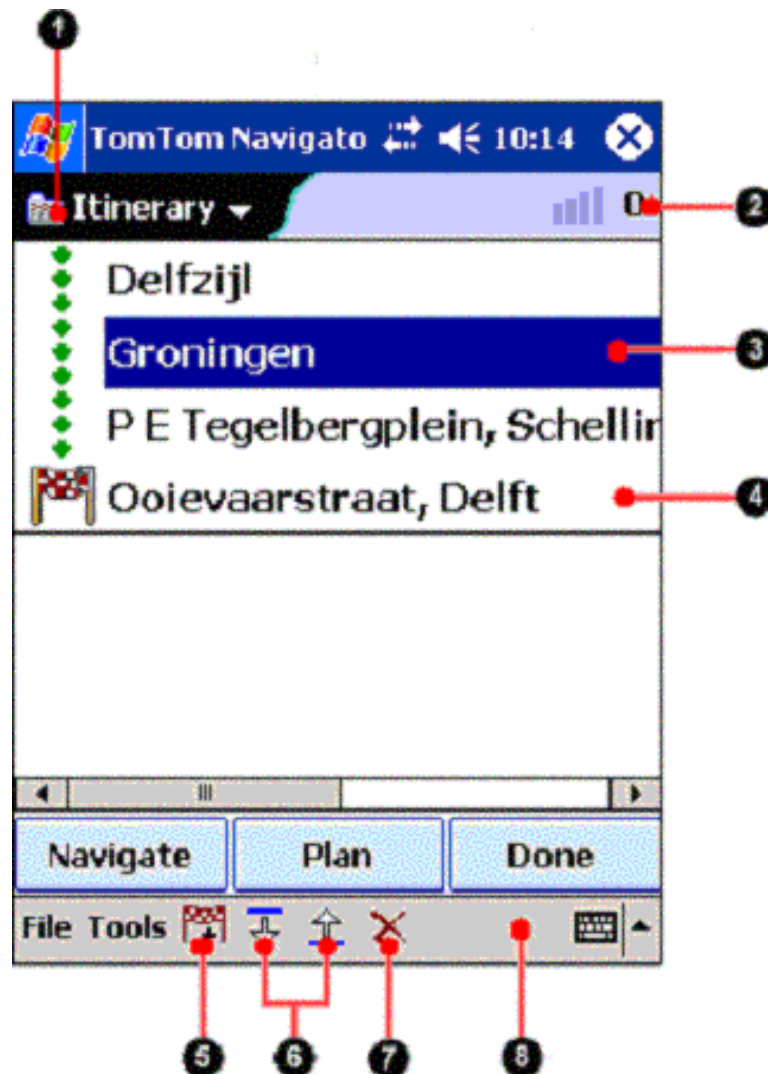 1
TomTom Navigato 10:14
Itinerary
2
Delfzijl
Groningen
3
P E Tegelbergplein, Schellin
Ooievaarstraat, Delft
4
Navigate Plan Done
File Tools
5 6 7 8